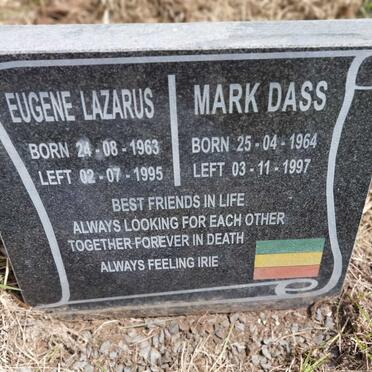 EUGENE LAZARUS
BORN 24-08-1963
LEFT 02-07-1995
MARK DASS
BORN 25-04-1964
LEFT 03-11-1997
BEST FRIENDS IN LIFE
ALWAYS LOOKING FOR EACH OTHER
TOGETHER FOREVER IN DEATH
ALWAYS FEELING IRIE